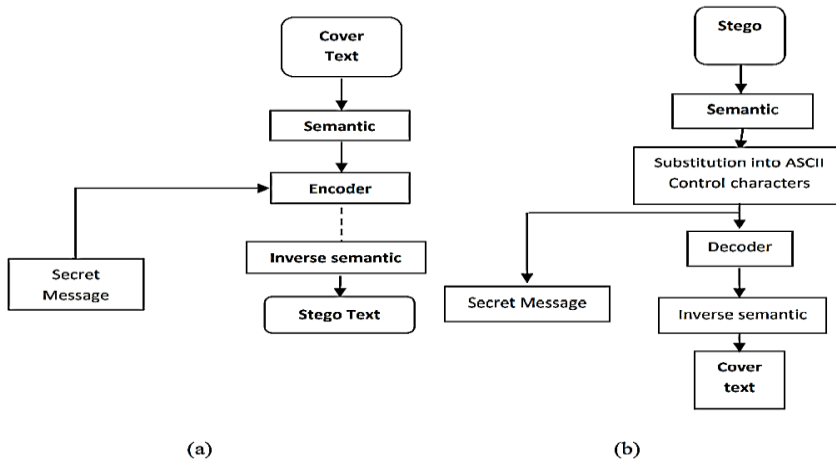 Cover
Text
Semantic
Encoder
Inverse semantic
Stego Text
Secret
Message
(a)
Stego
Semantic
Substitution into ASCII
Control characters
Decoder
Secret Message
Inverse semantic
Cover
text
(b)